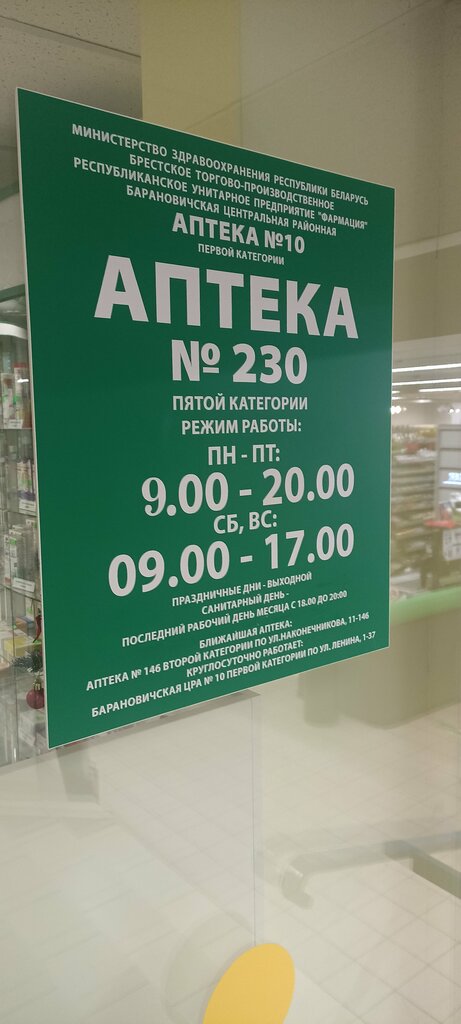 МИНИСТЕРСТВО ЗДРАВООХРАНЕНИЯ РЕСПУБЛИКИ БЕЛАРУСЬ
БРЕСТСКОЕ ТОРГОВО-ПРОИЗВОДСТВЕННОЕ
РЕСПУБЛИКАНСКОЕ УНИТАРНОЕ ПРЕДПРИЯТИЕ "ФАРМАЦИЯ"
БАРАНОВИЧСКАЯ ЦЕНТРАЛЬНАЯ РАЙОННАЯ
АПТЕКА №10
ПЕРВОЙ КАТЕГОРИИ
АПТЕКА
№ 230
ПЯТОЙ КАТЕГОРИИ
РЕЖИМ РАБОТЫ:
ПН - ПТ:
9.00 - 20.00
СБ, ВС:
09.00 - 17.00
ПРАЗДНИЧНЫЕ ДНИ - ВЫХОДНОЙ
САНИТАРНЫЙ ДЕНЬ -
ПОСЛЕДНИЙ РАБОЧИЙ ДЕНЬ МЕСЯЦА С 18.00 ДО 20:00
БЛИЖАЙШАЯ АПТЕКА:
АПТЕКА № 146 ВТОРОЙ КАТЕГОРИИ ПО УЛ.НАКОНЕЧНИКОВА, 11-146
КРУГЛОСУТОЧНО РАБОТАЕТ:
БАРАНОВИЧСКАЯ ЦРА № 10 ПЕРВОЙ КАТЕГОРИИ ПО УЛ. ЛЕНИНА, 1-37